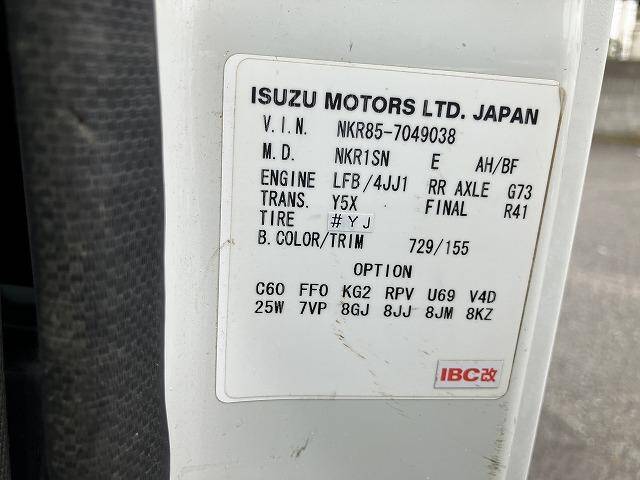 ISUZU MOTORS LTD. JAPAN
V.I.N. NKR85-7049038
M.D. NKR1SN E AH/BF
ENGINE LFB/4JJ1 RR AXLE G73
TRANS. Y5X FINAL R41
TIRE #YJ
B.COLOR/TRIM 729/155
OPTION
C60 FF0 KG2 RPV U69 V4D
25W 7VP 8GJ 8JJ 8JM 8KZ
IBC改